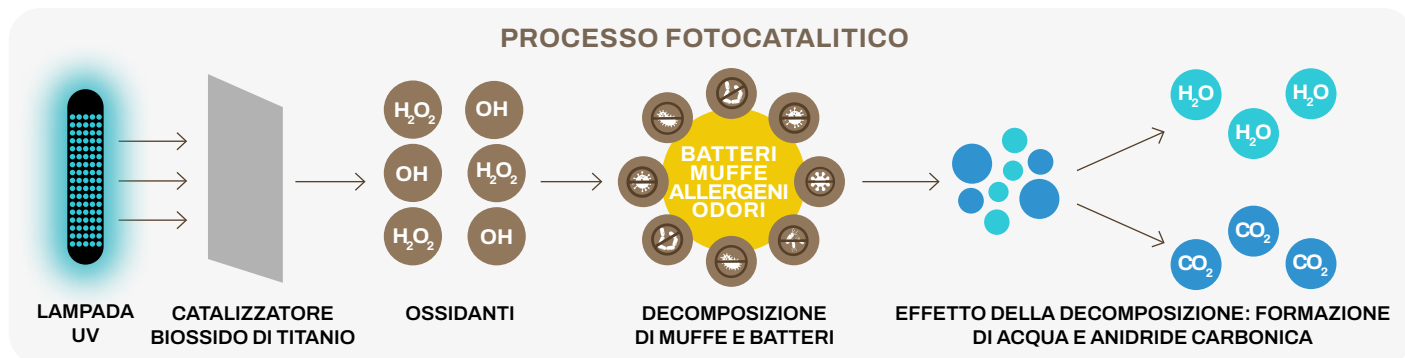 PROCESSO FOTOCATALITICO
H2O2
OH
OH
H2O2
H2O2
OH
BATTERI
MUFFE
ALLERGENI
ODORI
H2O
H2O
H2O
CO2
CO2
CO2
LAMPADA
UV
CATALIZZATORE
BIOSSIDO DI TITANIO
OSSIDANTI
DECOMPOSIZIONE
DI MUFFE E BATTERI
EFFETTO DELLA DECOMPOSIZIONE: FORMAZIONE
DI ACQUA E ANIDRIDE CARBONICA